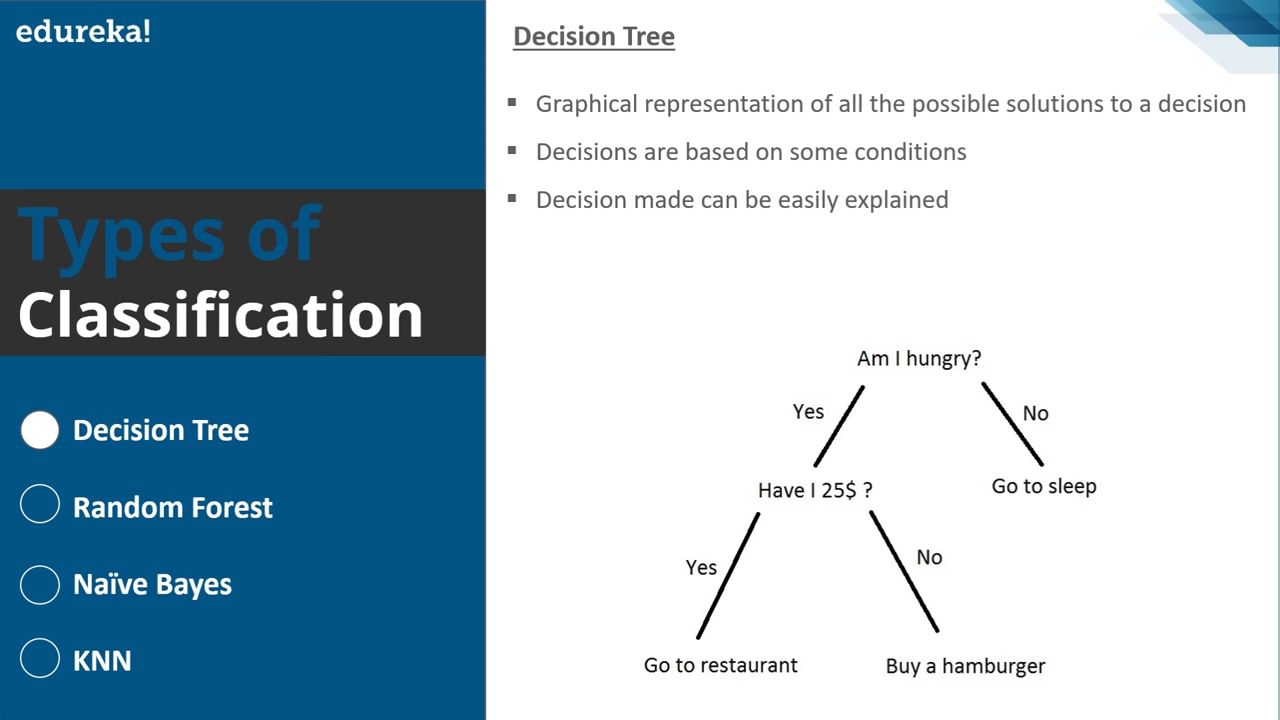 edureka!
Types of
Classification
Decision Tree
Random Forest
Naïve Bayes
KNN
Decision Tree
▪ Graphical representation of all the possible solutions to a decision
▪ Decisions are based on some conditions
▪ Decision made can be easily explained
Am I hungry?
Yes
No
Have I 25$ ?
Go to sleep
Yes
No
Go to restaurant
Buy a hamburger